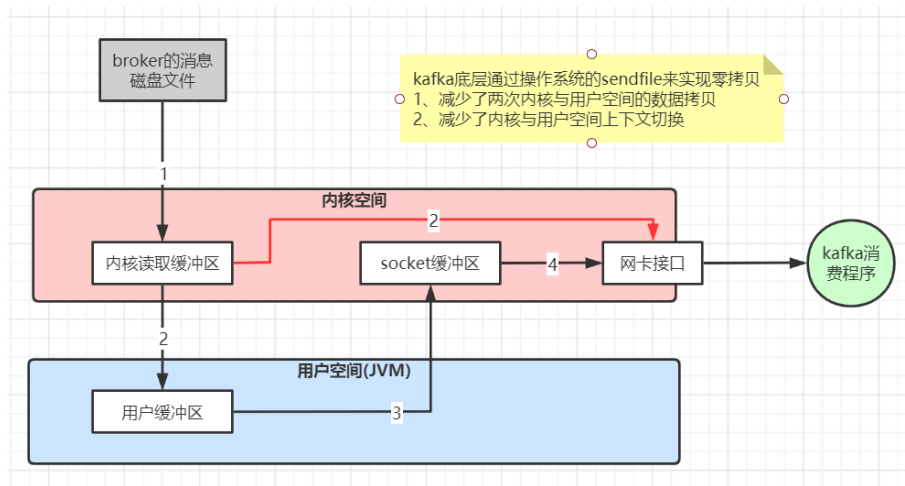 broker的消息
磁盘文件
kafka底层通过操作系统的sendfile来实现零拷贝
1、减少了两次内核与用户空间的数据拷贝
2、减少了内核与用户空间上下文切换
1
内核空间
2
内核读取缓冲区
socket缓冲区
4
网卡接口
kafka消
费程序
2
用户空间(JVM)
用户缓冲区
3